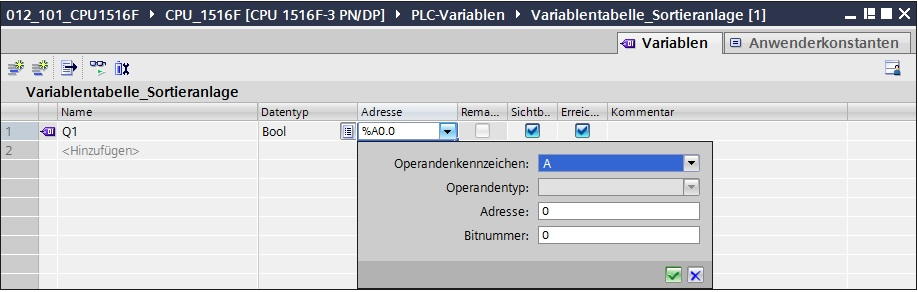 012_101_CPU1516F ▸ CPU_1516F [CPU 1516F-3 PN/DP] ▸ PLC-Variablen ▸ Variablentabelle_Sortieranlage [1]
Variablen Anwenderkonstanten
Variablentabelle_Sortieranlage
Name Datentyp Adresse Rema... Sichtb.. Erreic... Kommentar
1 Q1 Bool %A0.0
2 <Hinzufügen>
Operandenkennzeichen: A
Operandentyp:
Adresse: 0
Bitnummer: 0